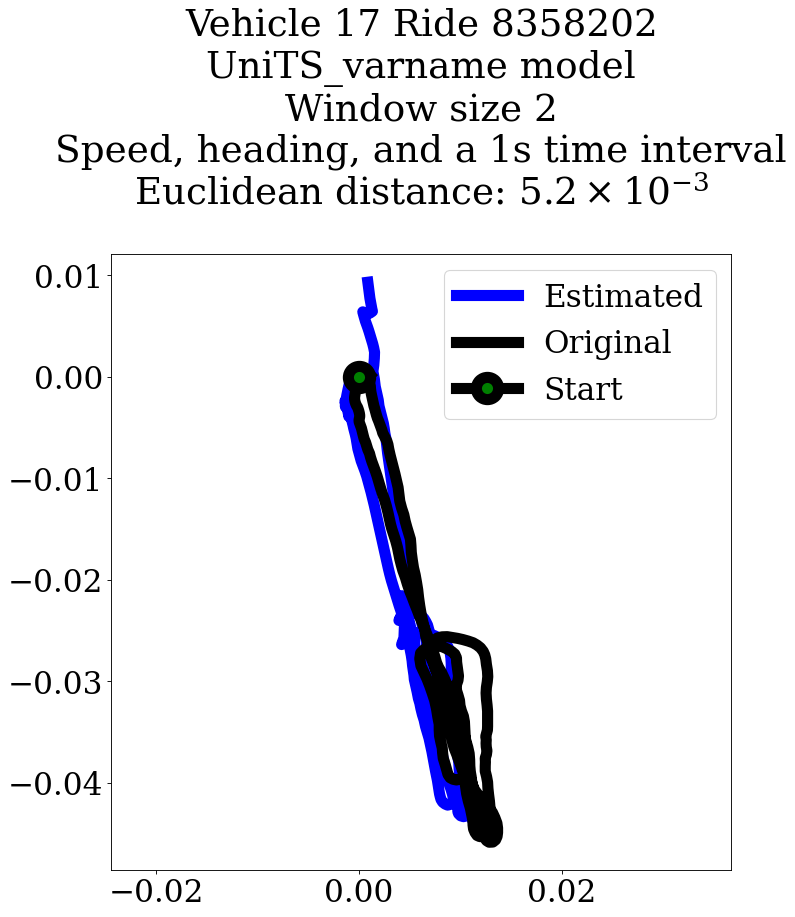 Vehicle 17 Ride 8358202
UniTS_varname model
Window size 2
Speed, heading, and a 1s time interval
Euclidean distance: 5.2 × 10⁻³
0.01
0.00
−0.01
−0.02
−0.03
−0.04
Estimated
Original
Start
−0.02
0.00
0.02